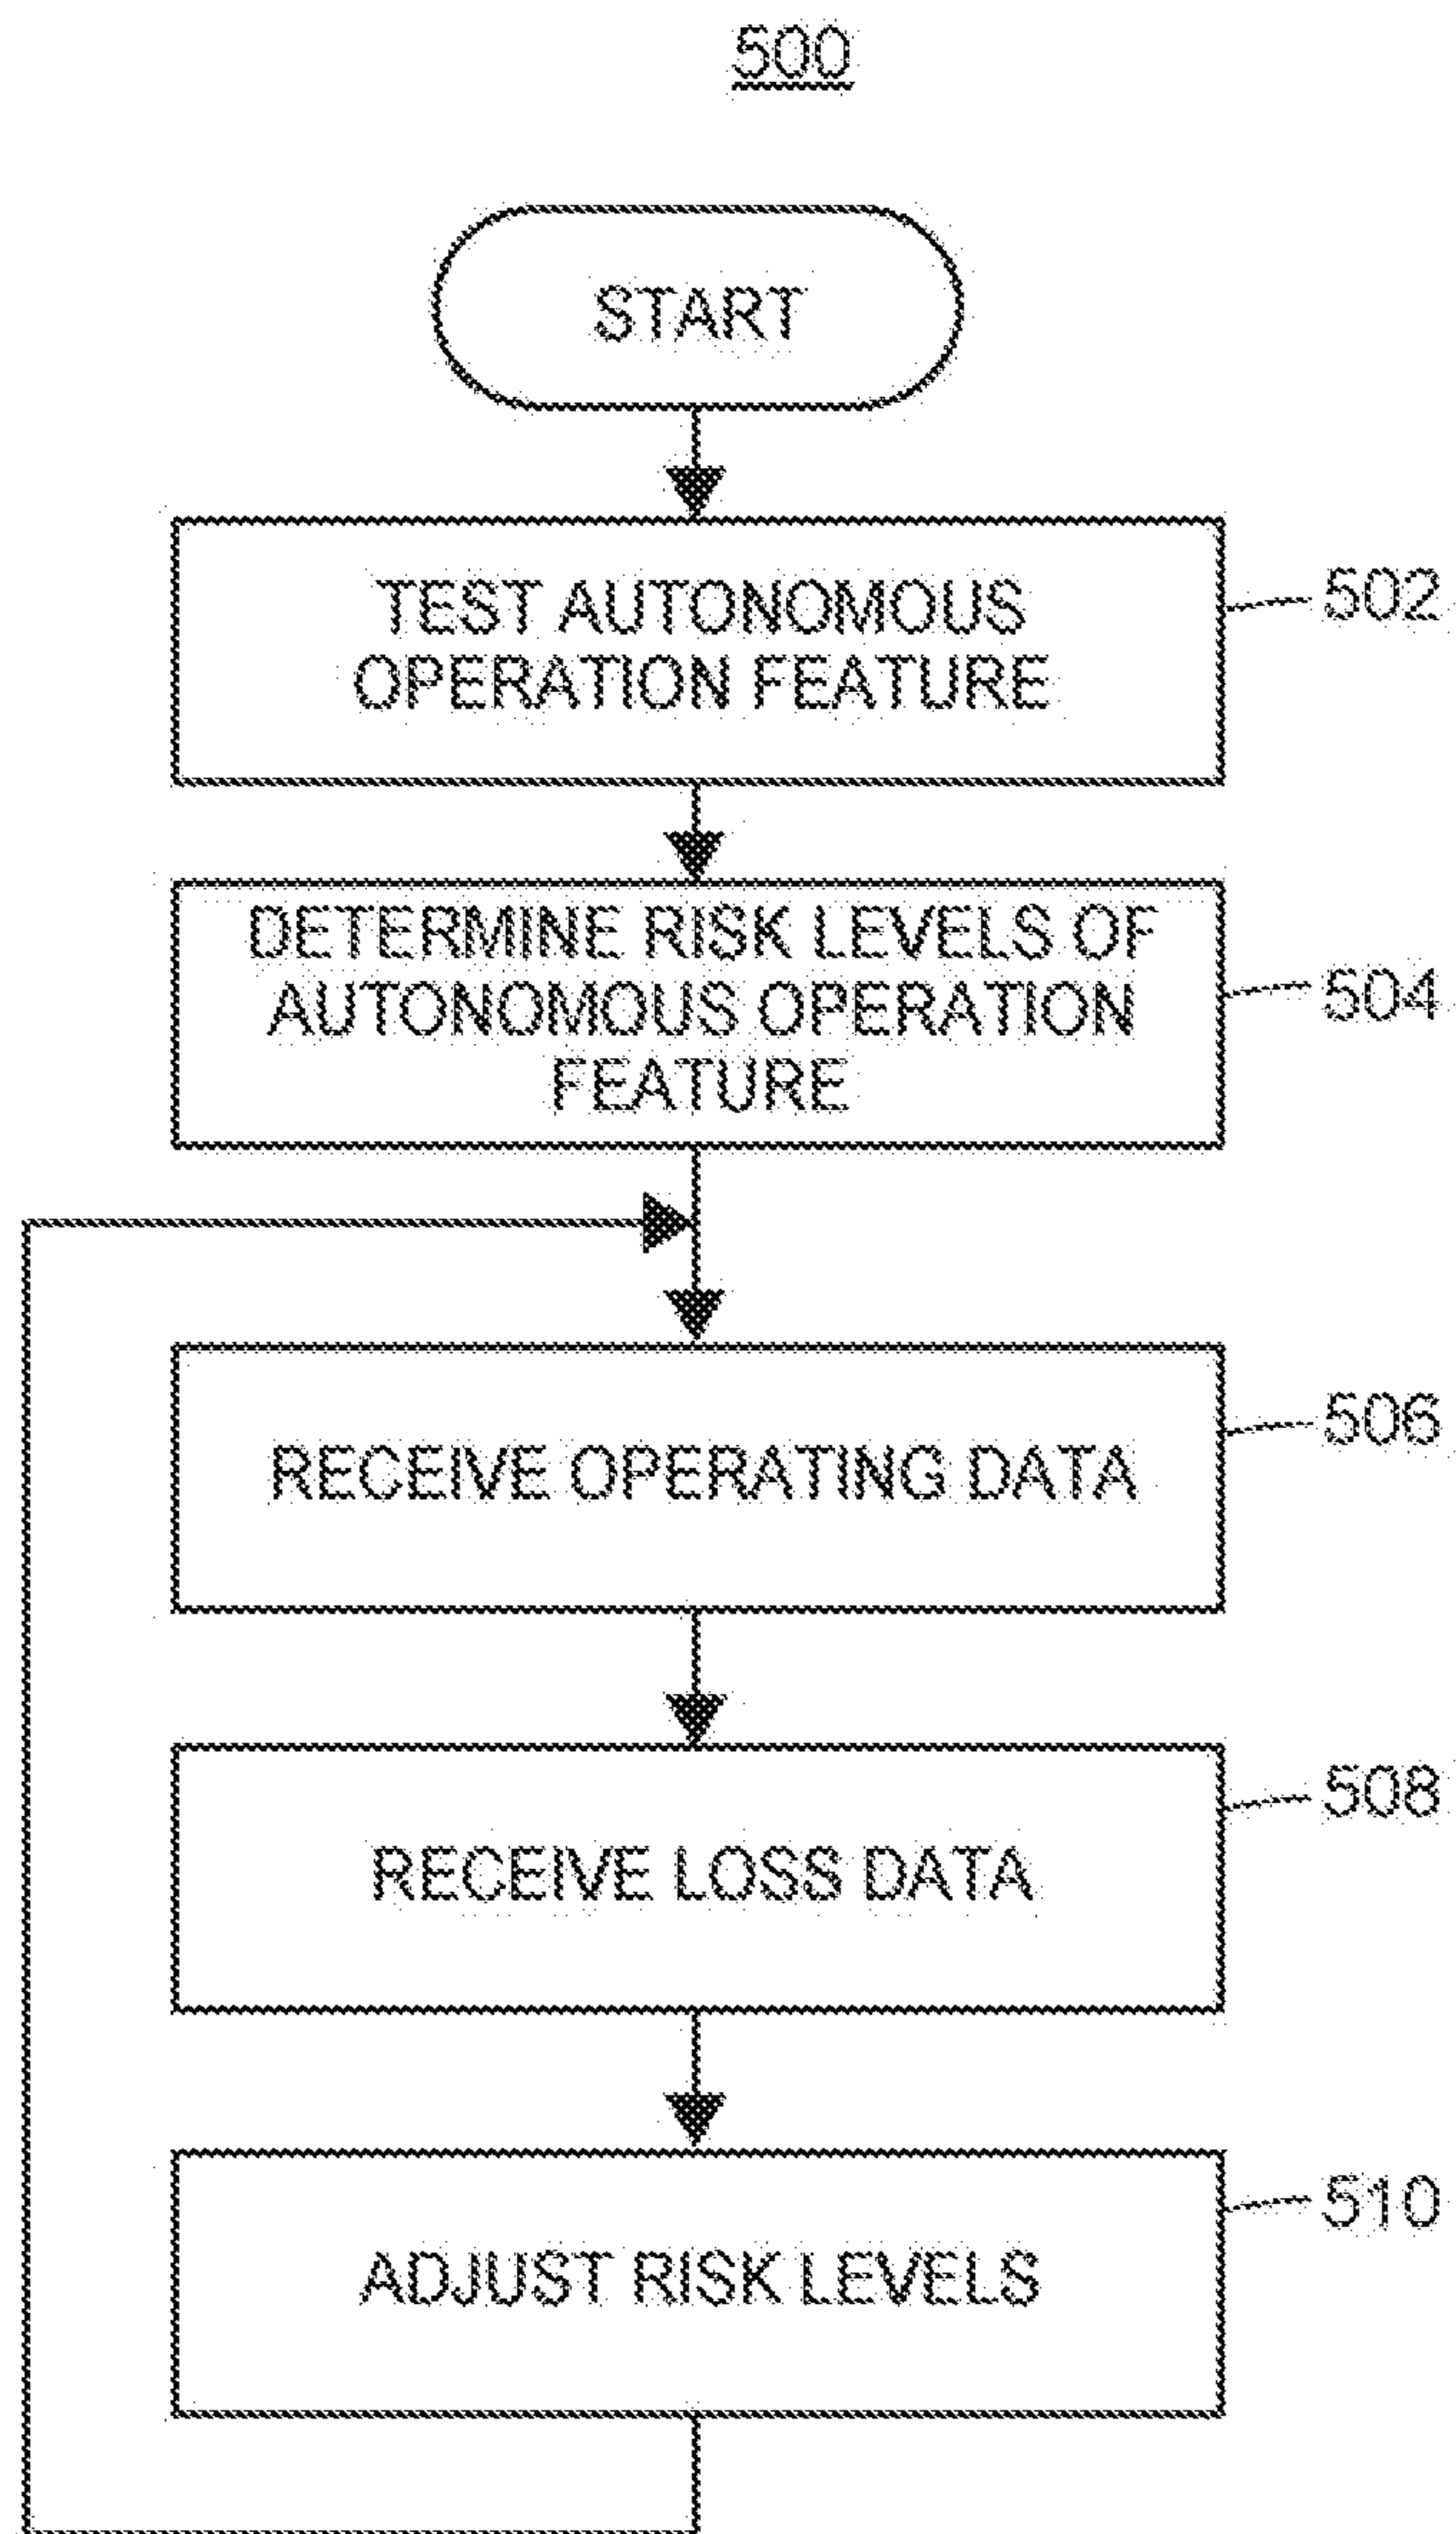 500
START
TEST AUTONOMOUS
OPERATION FEATURE
502
DETERMINE RISK LEVELS OF
AUTONOMOUS OPERATION
FEATURE
504
RECEIVE OPERATING DATA
506
RECEIVE LOSS DATA
508
ADJUST RISK LEVELS
510